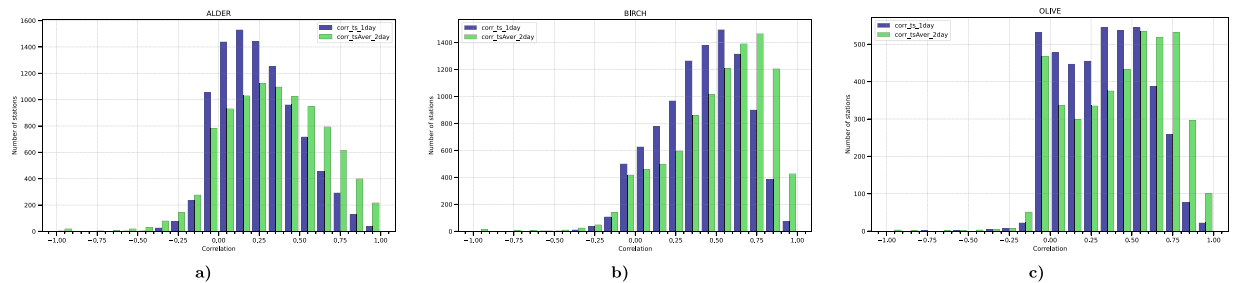 ALDER
corr_ts_1day
corr_tsAver_2day
Number of stations
1600
1400
1200
1000
800
600
400
200
0
−1,00 −0,75 −0,50 −0,25 0,00 0,25 0,50 0,75 1,00
Correlation
a)
BIRCH
corr_ts_1day
corr_tsAver_2day
Number of stations
1400
1200
1000
800
600
400
200
0
−1,00 −0,75 −0,50 −0,25 0,00 0,25 0,50 0,75 1,00
Correlation
b)
OLIVE
corr_ts_1day
corr_tsAver_2day
Number of stations
500
400
300
200
100
0
−1.00 −0.75 −0.50 −0.25 0.00 0.25 0.50 0.75 1.00
Correlation
c)